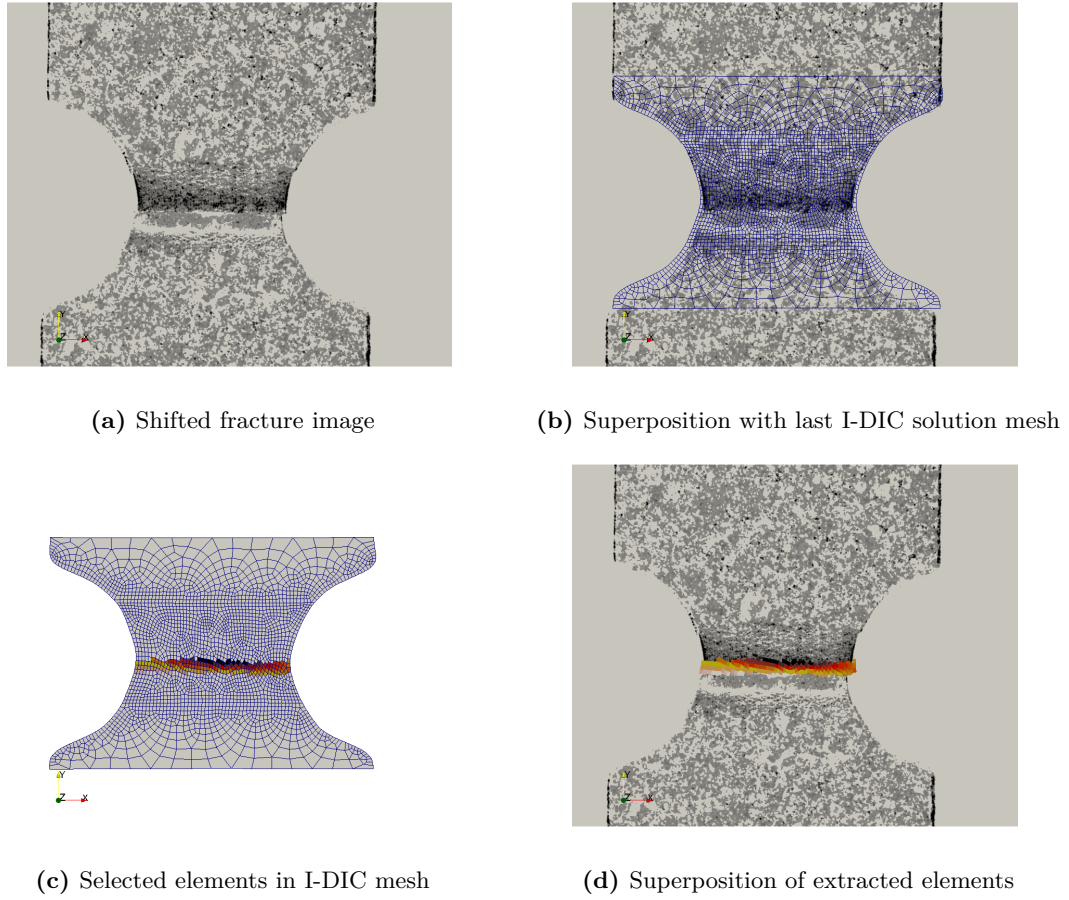 Y
Z X
Y
Z X
(a) Shifted fracture image
(b) Superposition with last I-DIC solution mesh
Y
Z X
Y
Z X
(c) Selected elements in I-DIC mesh
(d) Superposition of extracted elements